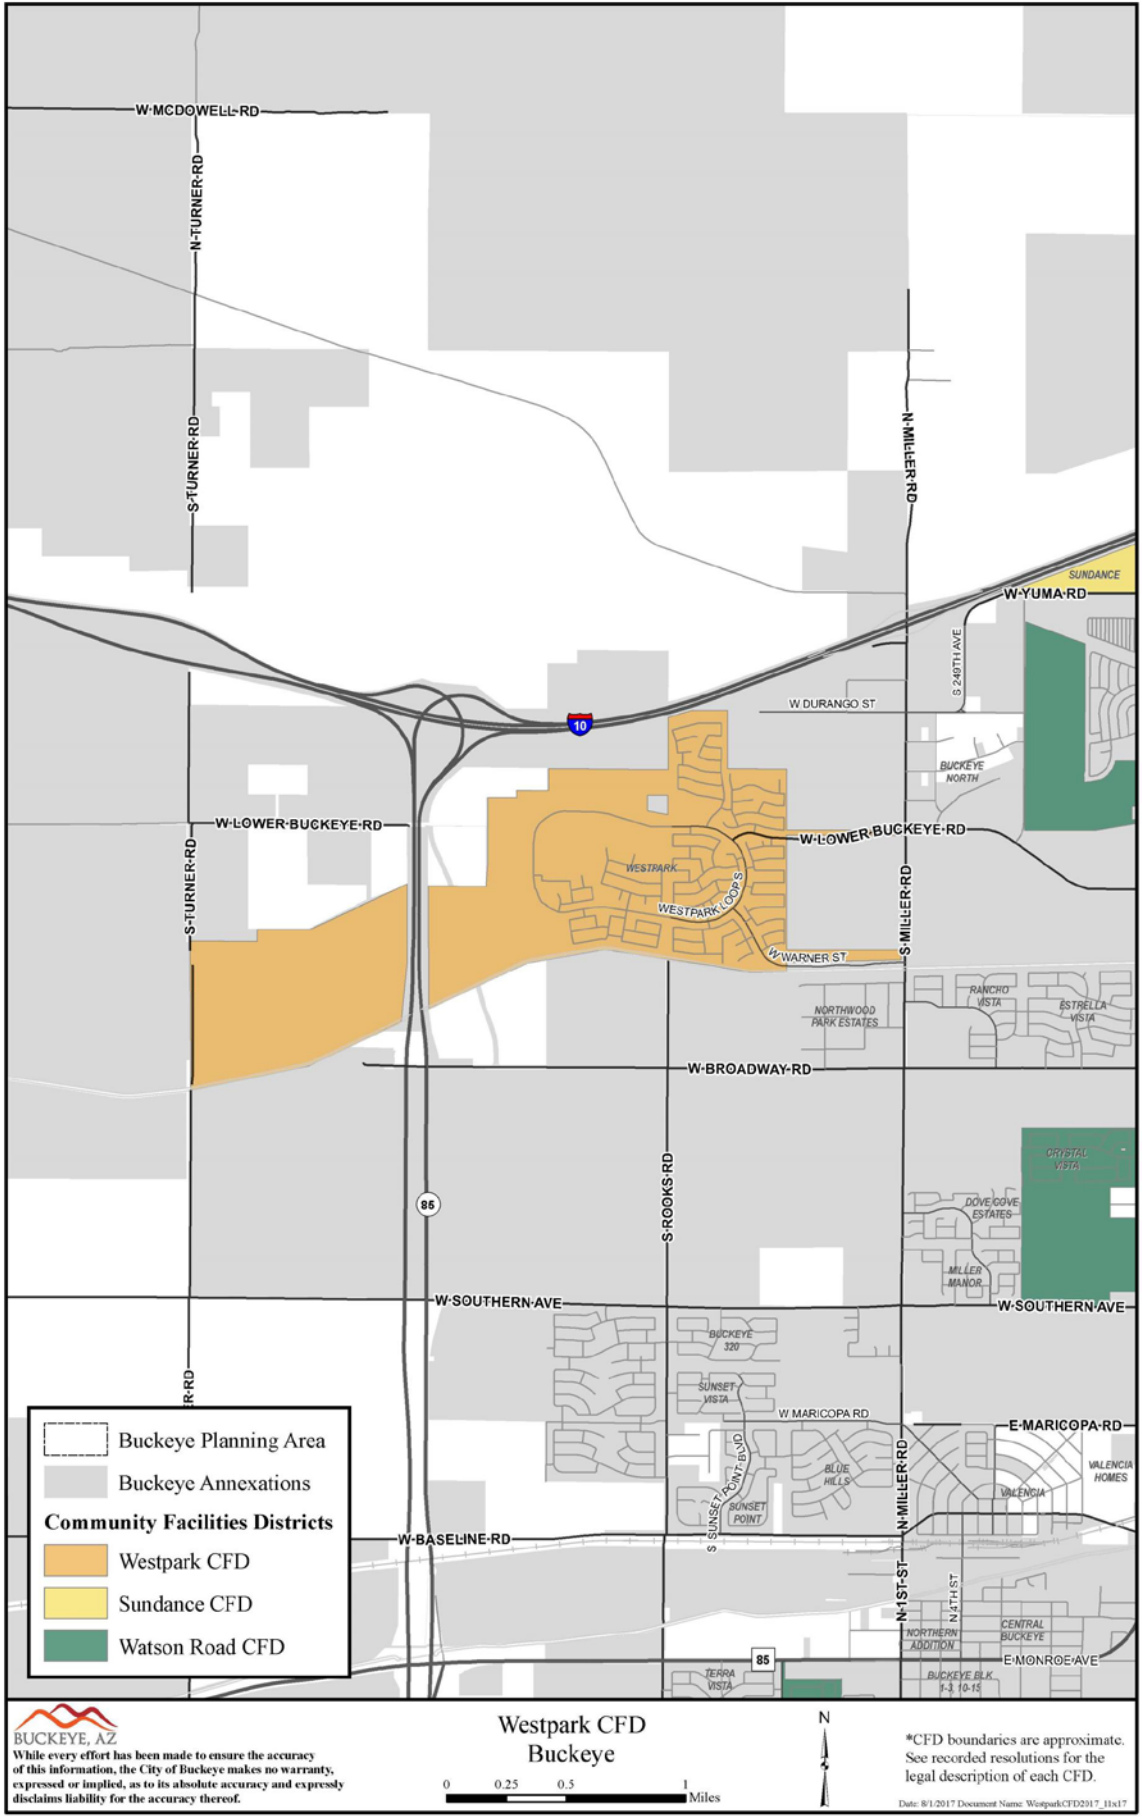 W MCDOWELL RD
N TURNER RD
S TURNER RD
N MILLER RD
SUNDANCE
W YUMA RD
S 249TH AVE
W DURANGO ST
10
BUCKEYE
NORTH
W LOWER BUCKEYE RD
W LOWER BUCKEYE RD
S TURNER RD
WESTPARK
WESTPARK LOOP S
S MILLER RD
W WARNER ST
NORTHWOOD
PARK ESTATES
RANCHO
VISTA
ESTRELLA
VISTA
W BROADWAY RD
CRYSTAL
VISTA
S ROOKS RD
85
DOVE COVE
ESTATES
MILLER
MANOR
W SOUTHERN AVE
W SOUTHERN AVE
BUCKEYE
320
SUNSET
VISTA
W MARICOPA RD
E MARICOPA RD
ER-RD
S SUNSET POINT BLVD
BLUE
HILLS
SUNSET
POINT
N MILLER RD
VALENCIA
VALENCIA
HOMES
W BASELINE RD
N 1ST ST
N 4TH ST
NORTHERN
ADDITION
CENTRAL
BUCKEYE
85
E MONROE AVE
TERRA
VISTA
BUCKEYE BLK
1-3, 10-15
Buckeye Planning Area
Buckeye Annexations
Community Facilities Districts
Westpark CFD
Sundance CFD
Watson Road CFD
BUCKEYE, AZ
While every effort has been made to ensure the accuracy
of this information, the City of Buckeye makes no warranty,
expressed or implied, as to its absolute accuracy and expressly
disclaims liability for the accuracy thereof.
Westpark CFD
Buckeye
0 0.25 0.5 1
Miles
N
*CFD boundaries are approximate.
See recorded resolutions for the
legal description of each CFD.
Date: 8/1/2017 Document Name: WestparkCFD2017_11x17